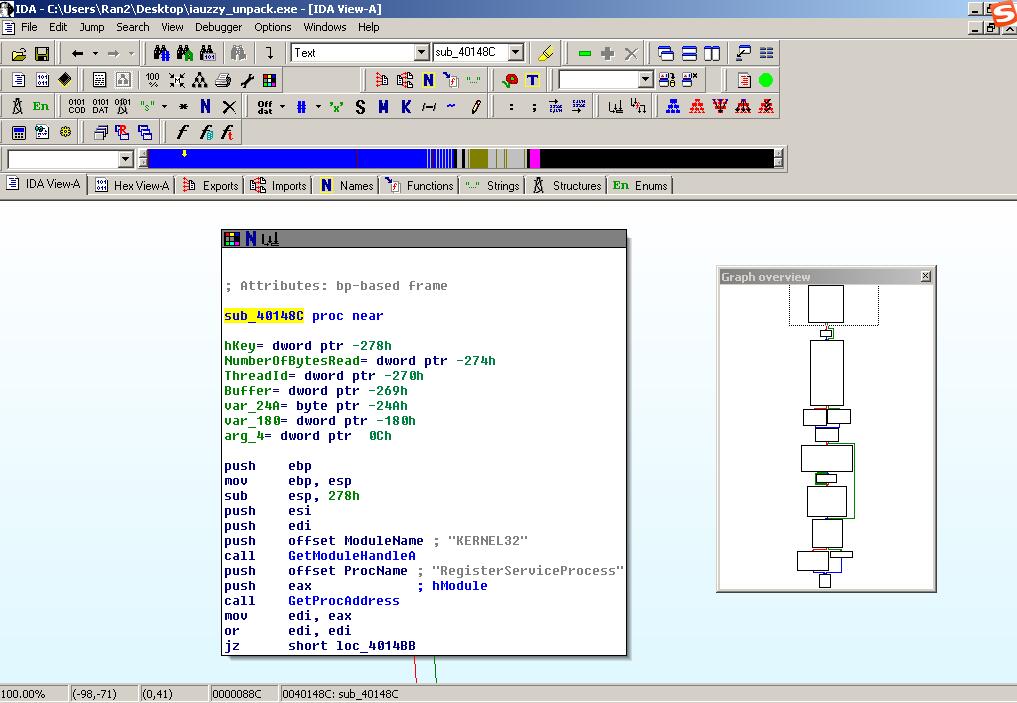 IDA - C:\Users\Ran2\Desktop\iauzzy_unpack.exe - [IDA View-A]
File Edit Jump Search View Debugger Options Windows Help
Text sub_40148C
En
Off
dat
IDA View-A Hex View-A Exports Imports N Names Functions Strings Structures En Enums
; Attributes: bp-based frame
sub_40148C proc near
hKey= dword ptr -278h
NumberOfBytesRead= dword ptr -274h
ThreadId= dword ptr -270h
Buffer= dword ptr -269h
var_24A= byte ptr -24Ah
var_180= dword ptr -180h
arg_4= dword ptr 0Ch
push ebp
mov ebp, esp
sub esp, 278h
push esi
push edi
push offset ModuleName ; "KERNEL32"
call GetModuleHandleA
push offset ProcName ; "RegisterServiceProcess"
push eax ; hModule
call GetProcAddress
mov edi, eax
or edi, edi
jz short loc_4014BB
Graph overview
100.00% (-98,-71) (0,41) 0000088C 0040148C: sub_40148C